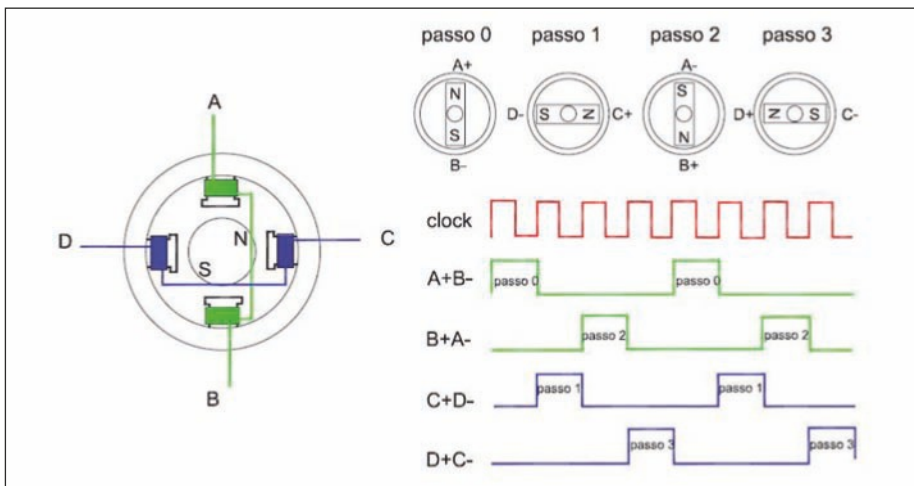 passo 0 passo 1 passo 2 passo 3
A+ A-
N S Z S
D- S Z C+ D+ Z S C-
S N
B- B+
A
D C
N
S
B
clock
A+B- passo 0 passo 0
B+A- passo 2 passo 2
C+D- passo 1 passo 1
D+C- passo 3 passo 3